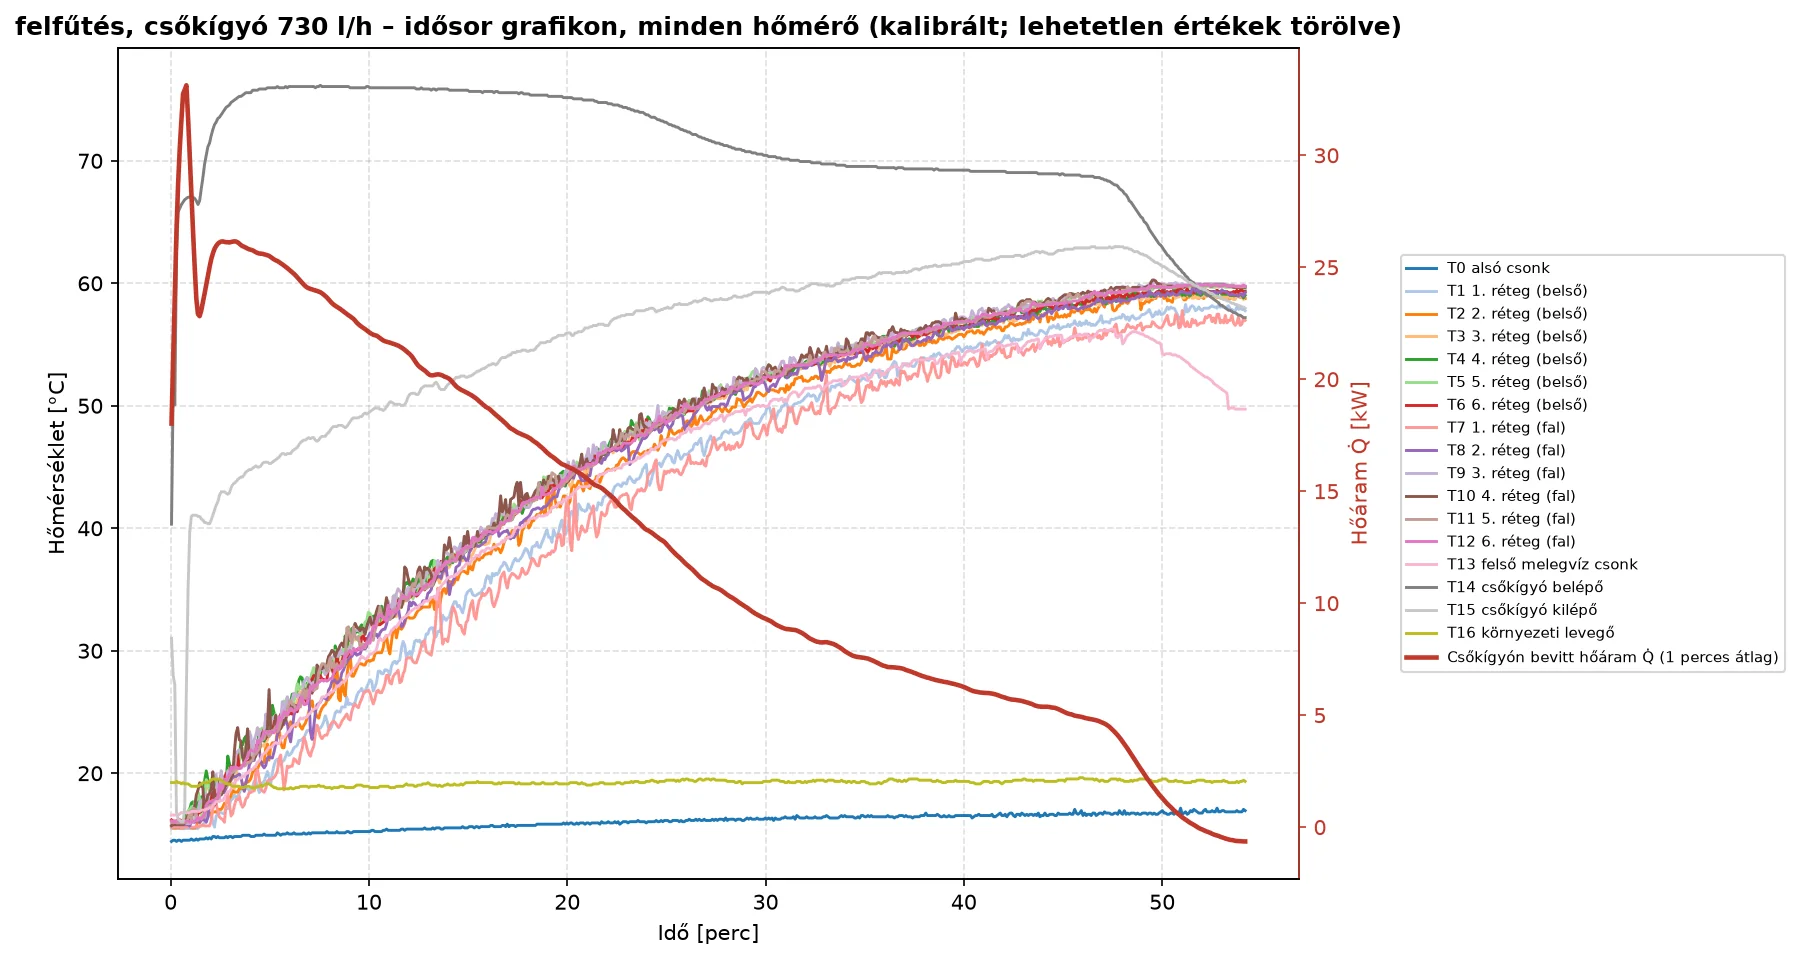 felfűtés, csőkígyó 730 l/h – idősor grafikon, minden hőmérő (kalibrált; lehetetlen értékek törölve)
Hőmérséklet [°C]
70
60
50
40
30
20
0
10
20
30
40
50
Idő [perc]
30
25
20
15
10
5
0
Hőáram Q̇ [kW]
T0 alsó csonk
T1 1. réteg (belső)
T2 2. réteg (belső)
T3 3. réteg (belső)
T4 4. réteg (belső)
T5 5. réteg (belső)
T6 6. réteg (belső)
T7 1. réteg (fal)
T8 2. réteg (fal)
T9 3. réteg (fal)
T10 4. réteg (fal)
T11 5. réteg (fal)
T12 6. réteg (fal)
T13 felső melegvíz csonk
T14 csőkígyó belépő
T15 csőkígyó kilépő
T16 környezeti levegő
Csőkígyón bevitt hőáram Q̇ (1 perces átlag)